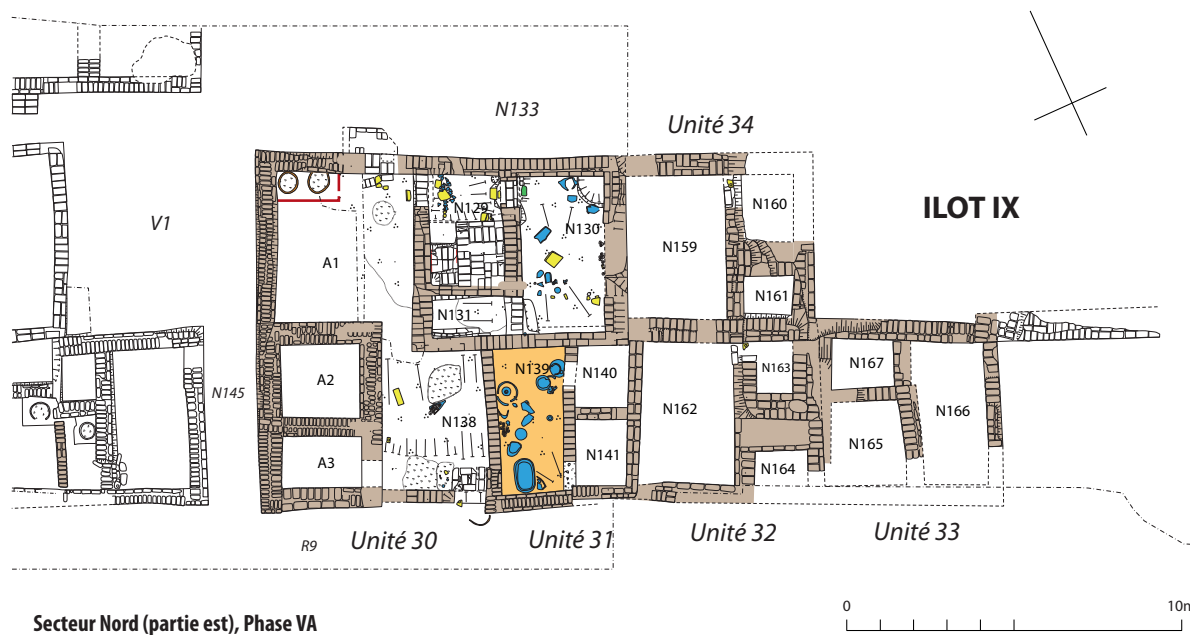 N133
Unité 34
ILOT IX
V1
N129
N130
N160
A1
N159
N161
N131
N145
A2
N139
N140
N163
N167
N138
N162
N166
A3
N141
N165
N164
R9
Unité 30
Unité 31
Unité 32
Unité 33
0
10m
Secteur Nord (partie est), Phase VA